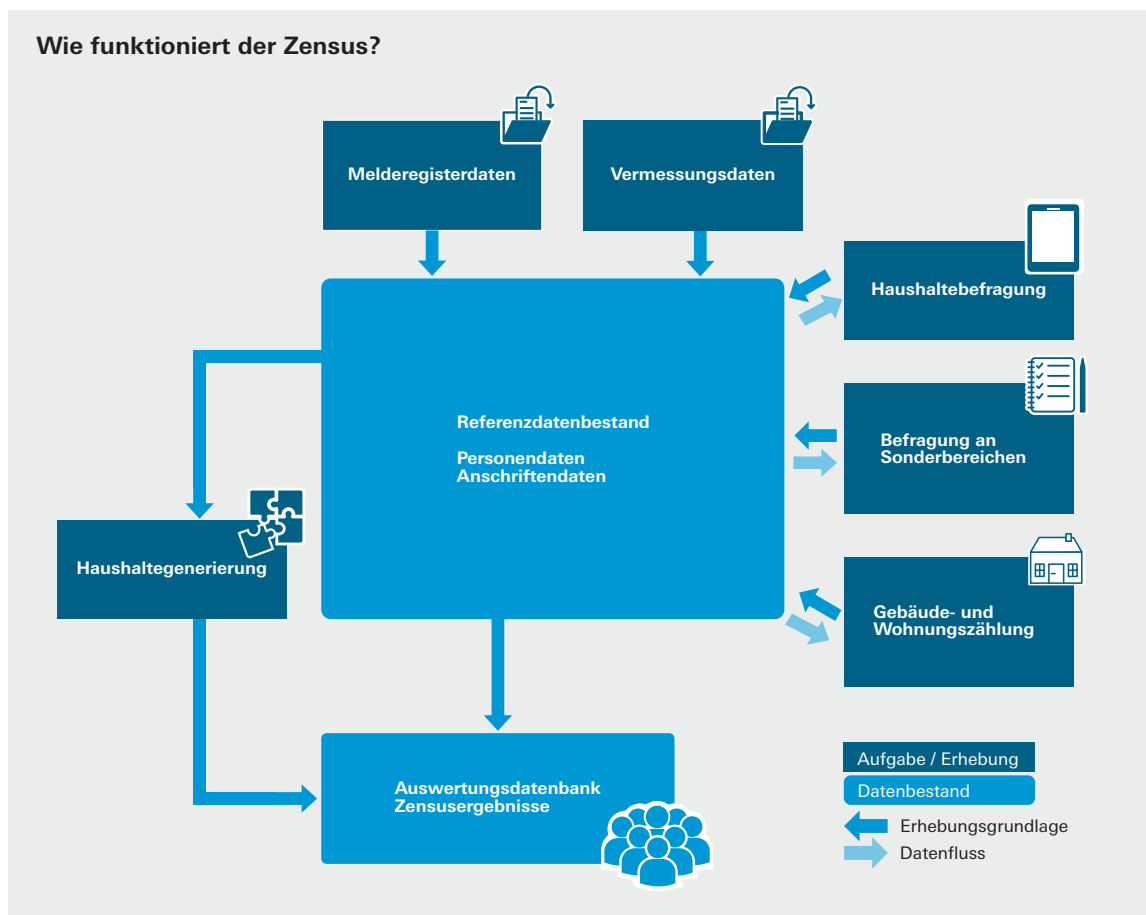 Wie funktioniert der Zensus?
Melderegisterdaten
Vermessungsdaten
Haushaltebefragung
Referenzdatenbestand
Personendaten
Anschriftendaten
Befragung an
Sonderbereichen
Haushaltegenerierung
Gebäude- und
Wohnungszählung
Auswertungsdatenbank
Zensusergebnisse
Aufgabe / Erhebung
Datenbestand
Erhebungsgrundlage
Datenfluss